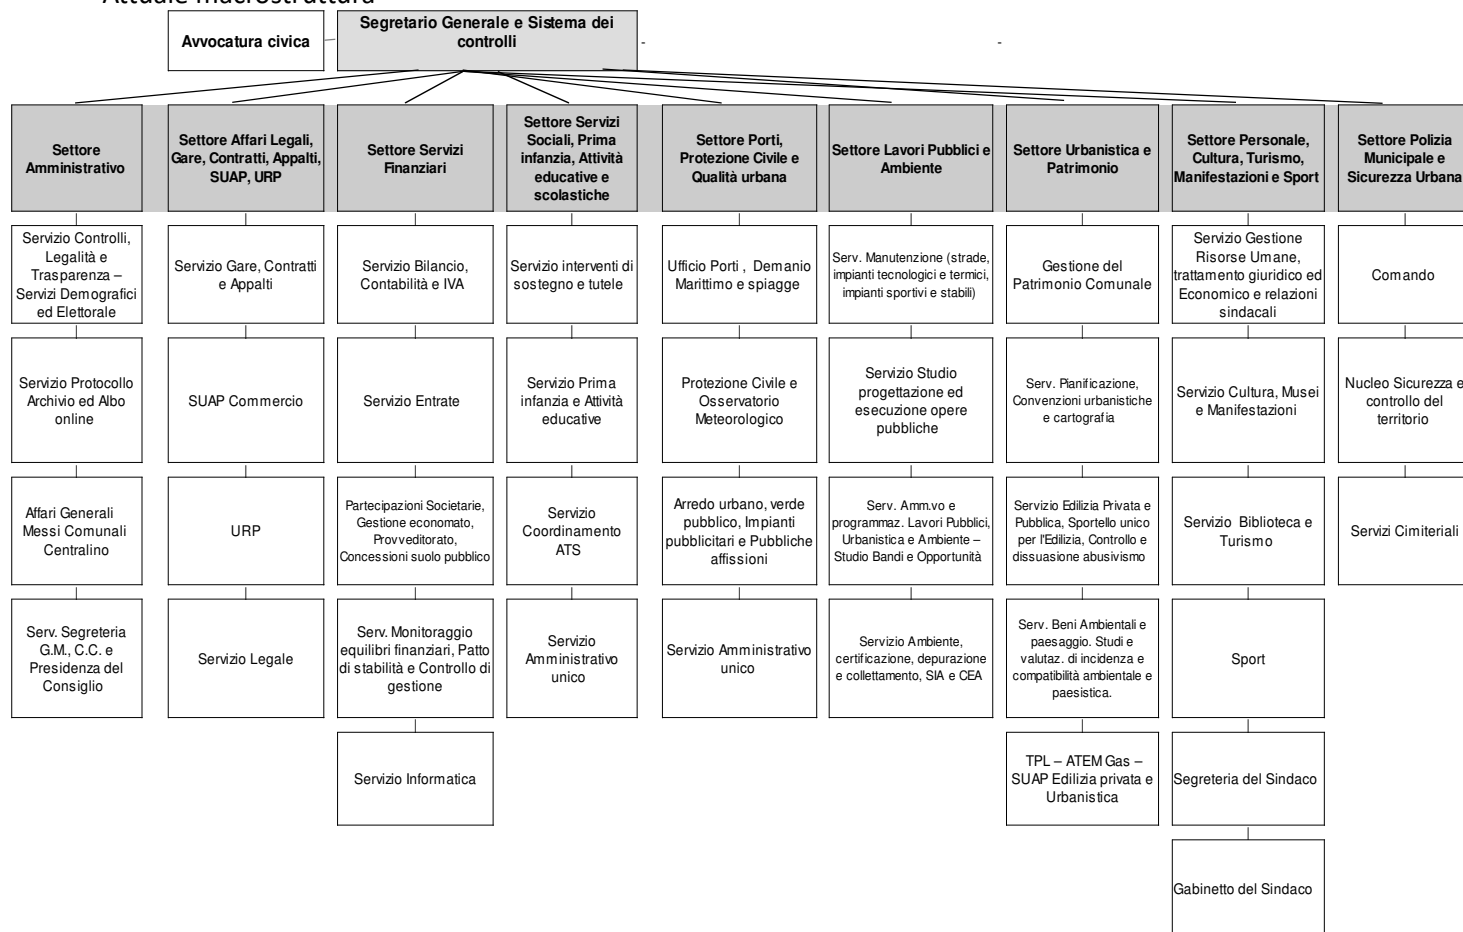 Attuale macrostruttura
Avvocatura civica
Segretario Generale e Sistema dei
controlli
-
-
Settore
Amministrativo
Settore Affari Legali,
Gare, Contratti, Appalti,
SUAP, URP
Settore Servizi
Finanziari
Settore Servizi
Sociali, Prima
infanzia, Attività
educative e
scolastiche
Settore Porti,
Protezione Civile e
Qualità urbana
Settore Lavori Pubblici e
Ambiente
Settore Urbanistica e
Patrimonio
Settore Personale,
Cultura, Turismo,
Manifestazioni e Sport
Settore Polizia
Municipale e
Sicurezza Urbana
Servizio Controlli,
Legalità e
Trasparenza –
Servizi Demografici
ed Elettorale
Servizio Gare, Contratti
e Appalti
Servizio Bilancio,
Contabilità e IVA
Servizio interventi di
sostegno e tutele
Ufficio Porti , Demanio
Marittimo e spiagge
Serv. Manutenzione (strade,
impianti tecnologici e termici,
impianti sportivi e stabili)
Gestione del
Patrimonio Comunale
Servizio Gestione
Risorse Umane,
trattamento giuridico ed
Economico e relazioni
sindacali
Comando
Servizio Protocollo
Archivio ed Albo
online
SUAP Commercio
Servizio Entrate
Servizio Prima
infanzia e Attività
educative
Protezione Civile e
Osservatorio
Meteorologico
Servizio Studio
progettazione ed
esecuzione opere
pubbliche
Serv. Pianificazione,
Convenzioni urbanistiche
e cartografia
Servizio Cultura, Musei
e Manifestazioni
Nucleo Sicurezza e
controllo del
territorio
Affari Generali
Messi Comunali
Centralino
URP
Partecipazioni Societarie,
Gestione economato,
Provveditorato,
Concessioni suolo pubblico
Servizio
Coordinamento
ATS
Arredo urbano, verde
pubblico, Impianti
pubblicitari e Pubbliche
affissioni
Serv. Amm.vo e
programmaz. Lavori Pubblici,
Urbanistica e Ambiente –
Studio Bandi e Opportunità
Servizio Edilizia Privata e
Pubblica, Sportello unico
per l'Edilizia, Controllo e
dissuasione abusivismo
Servizio Biblioteca e
Turismo
Servizi Cimiteriali
Serv. Segreteria
G.M., C.C. e
Presidenza del
Consiglio
Servizio Legale
Serv. Monitoraggio
equilibri finanziari, Patto
di stabilità e Controllo di
gestione
Servizio
Amministrativo
unico
Servizio Amministrativo
unico
Servizio Ambiente,
certificazione, depurazione
e collettamento, SIA e CEA
Serv. Beni Ambientali e
paesaggio. Studi e
valutaz. di incidenza e
compatibilità ambientale e
paesistica.
Sport
Servizio Informatica
TPL – ATEM Gas –
SUAP Edilizia privata e
Urbanistica
Segreteria del Sindaco
Gabinetto del Sindaco